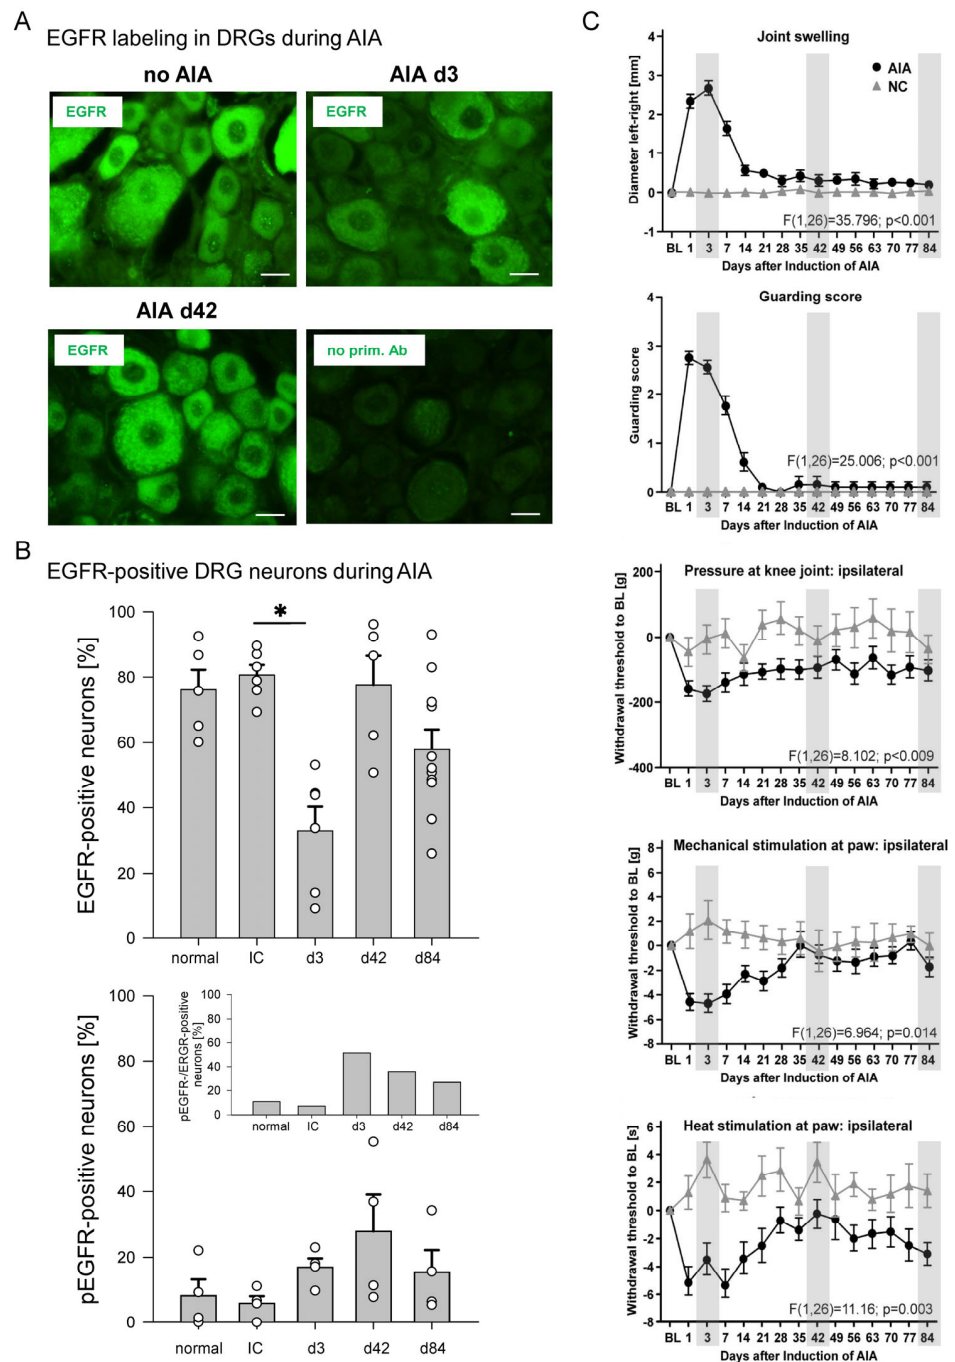 A
EGFR labeling in DRGs during AIA
no AIA
AIA d3
EGFR
EGFR
AIA d42
EGFR
no prim. Ab
B
EGFR-positive DRG neurons during AIA
EGFR-positive neurons [%]
100
80
60
40
20
0
*
normal IC d3 d42 d84
pEGFR-positive neurons [%]
100
80
60
40
20
0
pEGFR-/ERGR-positive
neurons [%]
100
80
60
40
20
0
normal IC d3 d42 d84
normal IC d3 d42 d84
C
Joint swelling
Diameter left-right [mm]
4
3
2
1
0
-1
AIA
NC
F(1,26)=35.796; p<0.001
BL 1 3 7 14 21 28 35 42 49 56 63 70 77 84
Days after Induction of AIA
Guarding score
Guarding score
4
3
2
1
0
F(1,26)=25.006; p<0.001
BL 1 3 7 14 21 28 35 42 49 56 63 70 77 84
Days after Induction of AIA
Pressure at knee joint: ipsilateral
Withdrawal threshold to BL [g]
200
0
-200
-400
F(1,26)=8.102; p<0.009
BL 1 3 7 14 21 28 35 42 49 56 63 70 77 84
Days after Induction of AIA
Mechanical stimulation at paw: ipsilateral
Withdrawal threshold to BL [g]
8
6
4
2
0
-2
-4
-6
-8
F(1,26)=6.964; p=0.014
BL 1 3 7 14 21 28 35 42 49 56 63 70 77 84
Days after Induction of AIA
Heat stimulation at paw: ipsilateral
Withdrawal threshold to BL [s]
6
4
2
0
-2
-4
-6
-8
F(1,26)=11.16; p=0.003
BL 1 3 7 14 21 28 35 42 49 56 63 70 77 84
Days after Induction of AIA